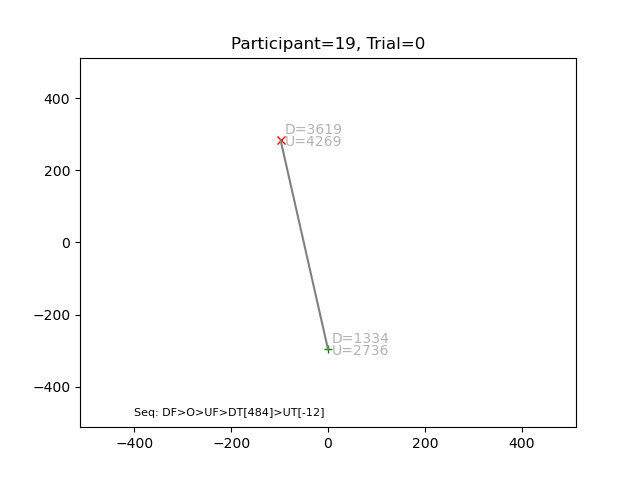 Participant=19, Trial=0
400
200
0
−200
−400
D=3619
U=4269
D=1334
U=2736
Seq: DF>O>UF>DT[484]>UT[-12]
−400
−200
0
200
400